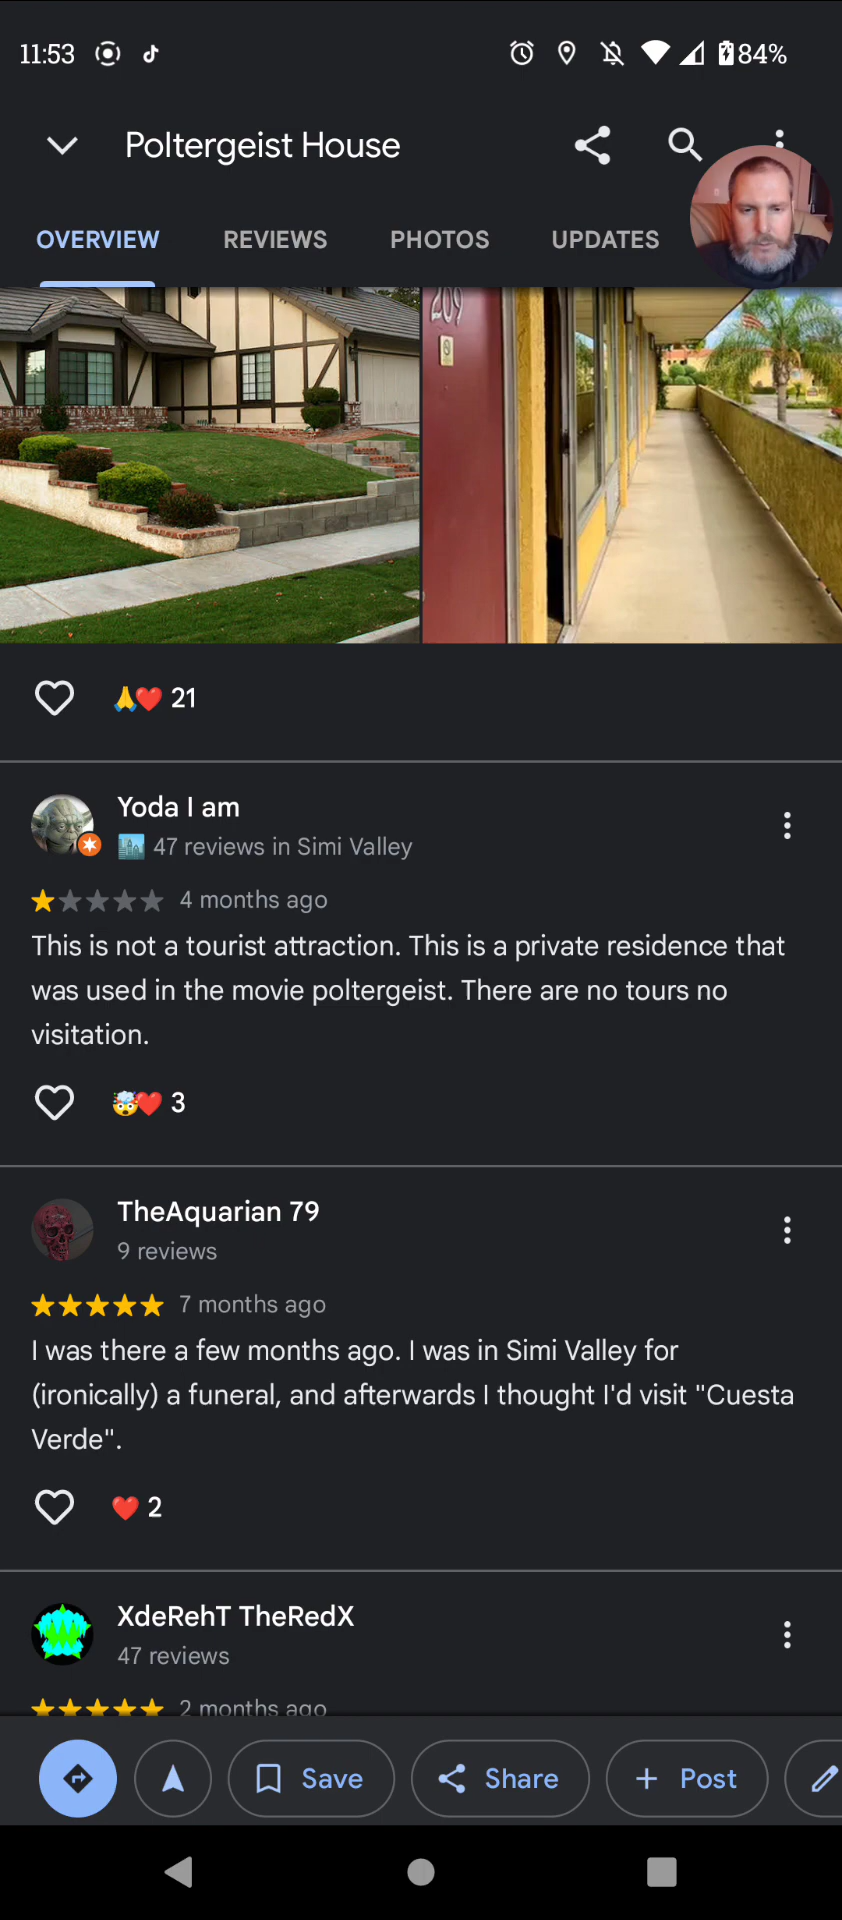 11:53 84%
Poltergeist House
OVERVIEW REVIEWS PHOTOS UPDATES
209
21
Yoda I am
47 reviews in Simi Valley
4 months ago
This is not a tourist attraction. This is a private residence that
was used in the movie poltergeist. There are no tours no
visitation.
3
TheAquarian 79
9 reviews
7 months ago
I was there a few months ago. I was in Simi Valley for
(ironically) a funeral, and afterwards I thought I'd visit "Cuesta
Verde".
2
XdeRehT TheRedX
47 reviews
2 months ago
Save Share Post